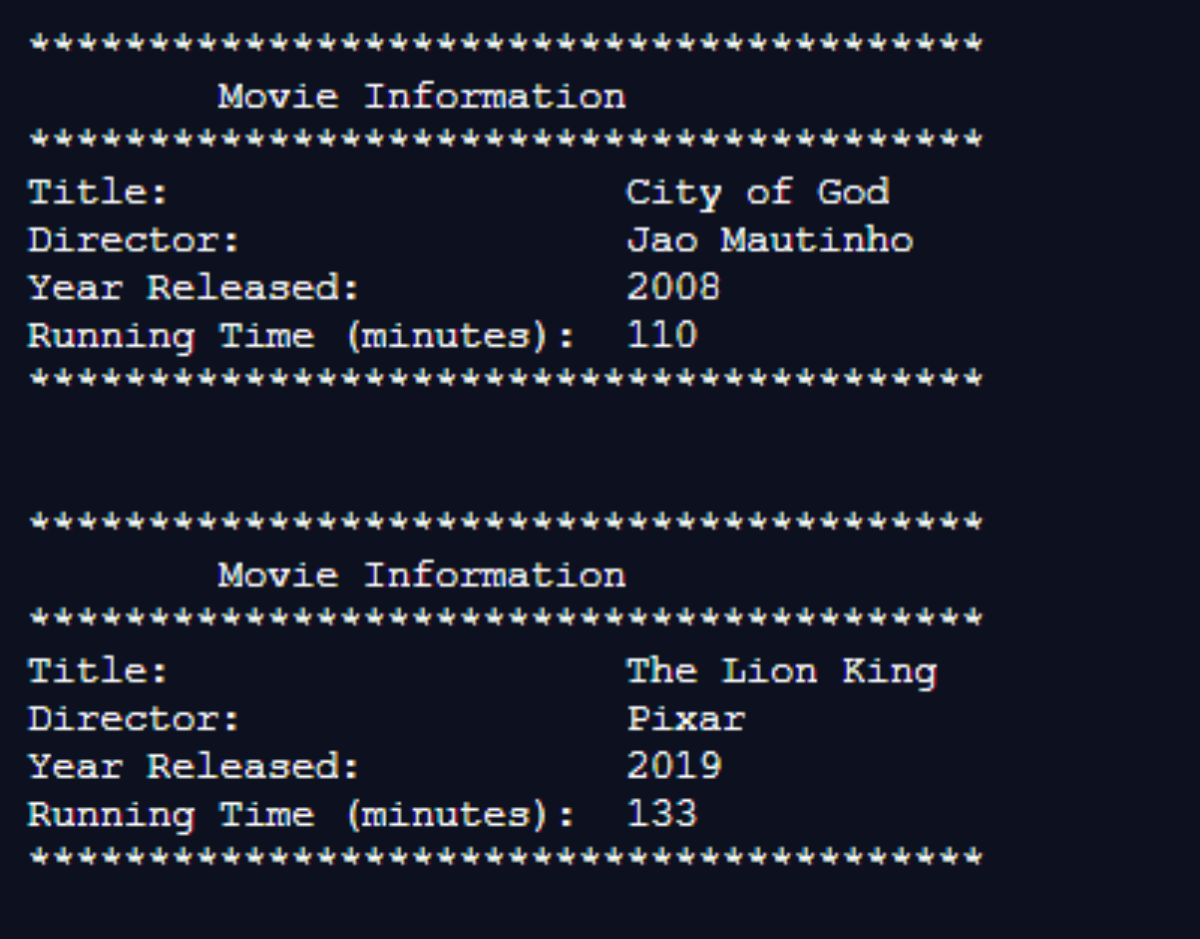 ****************************************
        Movie Information
****************************************
Title:                   City of God
Director:                Jao Mautinho
Year Released:           2008
Running Time (minutes):  110
****************************************
****************************************
        Movie Information
****************************************
Title:                   The Lion King
Director:                Pixar
Year Released:           2019
Running Time (minutes):  133
****************************************